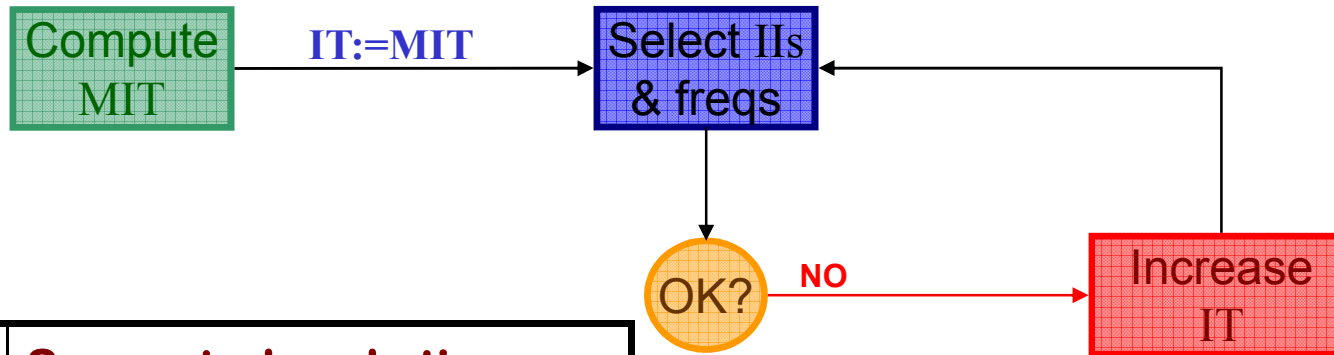 Compute
MIT
IT:=MIT
Select IIs
& freqs
OK?
NO
Increase
IT